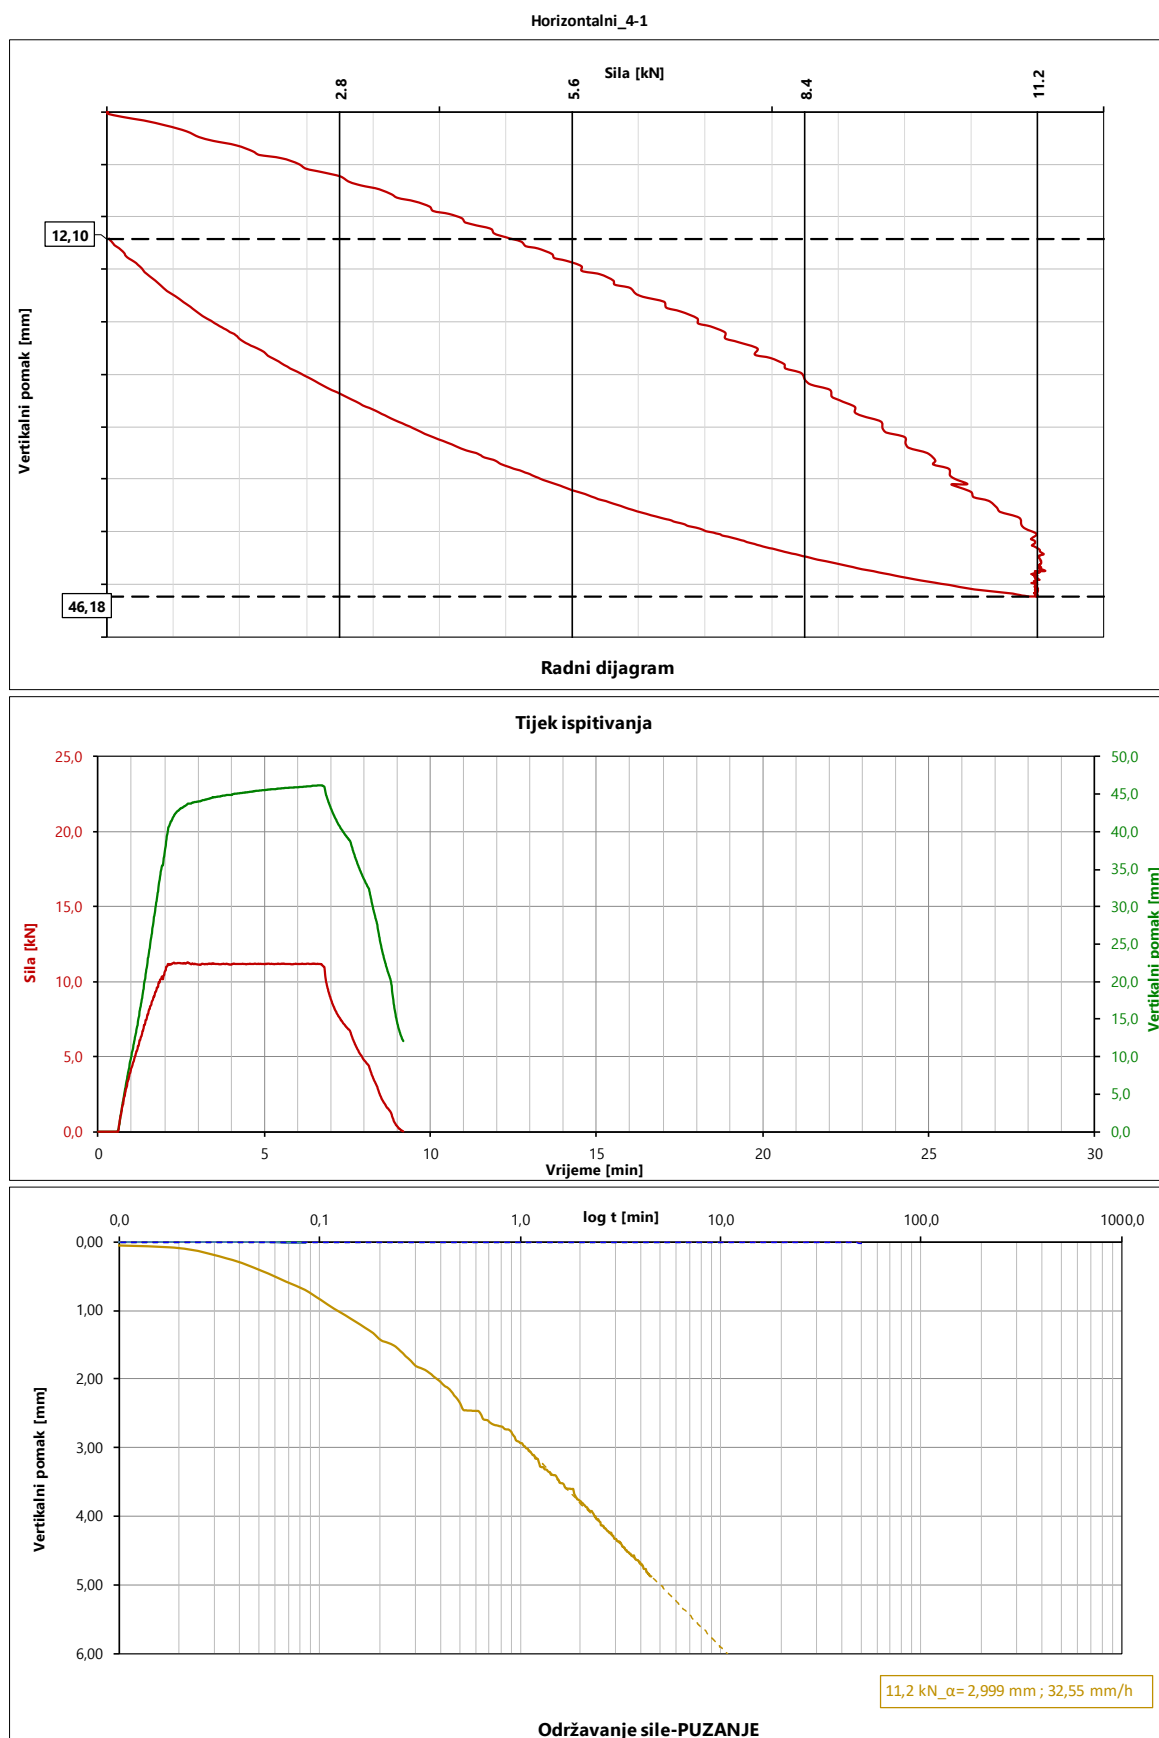 Horizontalni_4-1
Sila [kN]
2.8
5.6
8.4
11.2
12,10
46,18
Vertikalni pomak [mm]
Radni dijagram
Tijek ispitivanja
25,0
20,0
15,0
10,0
5,0
0,0
Sila [kN]
50,0
45,0
40,0
35,0
30,0
25,0
20,0
15,0
10,0
5,0
0,0
Vertikalni pomak [mm]
0 5 10 15 20 25 30
Vrijeme [min]
log t [min]
0,0 0,1 1,0 10,0 100,0 1000,0
0,00
1,00
2,00
3,00
4,00
5,00
6,00
Vertikalni pomak [mm]
11,2 kN_α= 2,999 mm ; 32,55 mm/h
Održavanje sile-PUZANJE